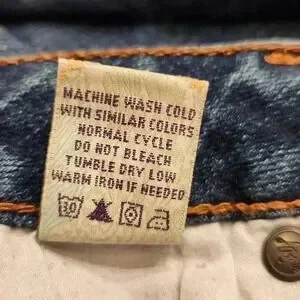 MACHINE WASH COLD
WITH SIMILAR COLORS
NORMAL CYCLE
DO NOT BLEACH
TUMBLE DRY LOW
WARM IRON IF NEEDED